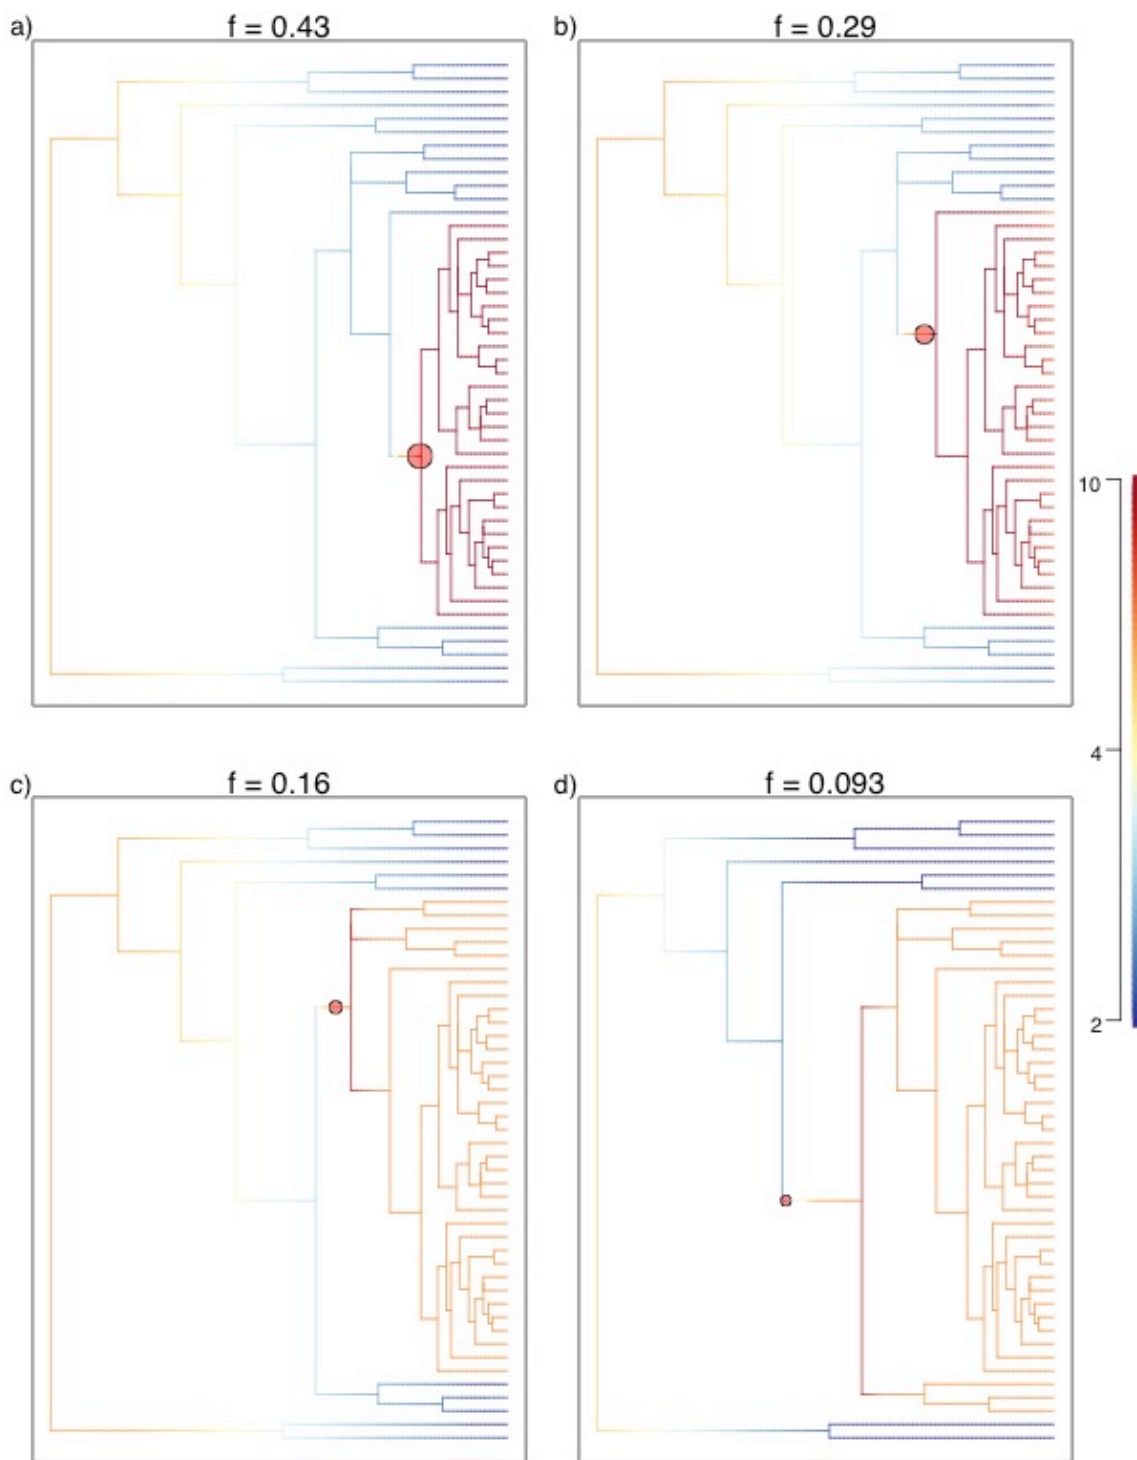 a) f = 0.43
b) f = 0.29
10
4
2
c) f = 0.16
d) f = 0.093